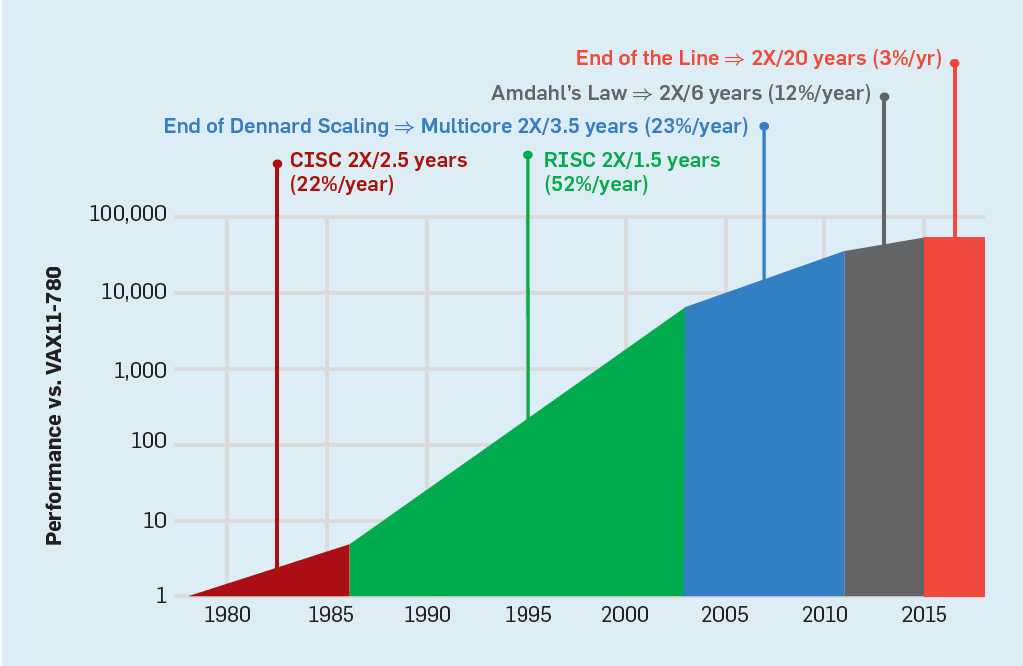 End of the Line ⇒ 2X/20 years (3%/yr)
Amdahl's Law ⇒ 2X/6 years (12%/year)
End of Dennard Scaling ⇒ Multicore 2X/3.5 years (23%/year)
CISC 2X/2.5 years
(22%/year)
RISC 2X/1.5 years
(52%/year)
100,000
10,000
1,000
100
10
1
Performance vs. VAX11-780
1980 1985 1990 1995 2000 2005 2010 2015